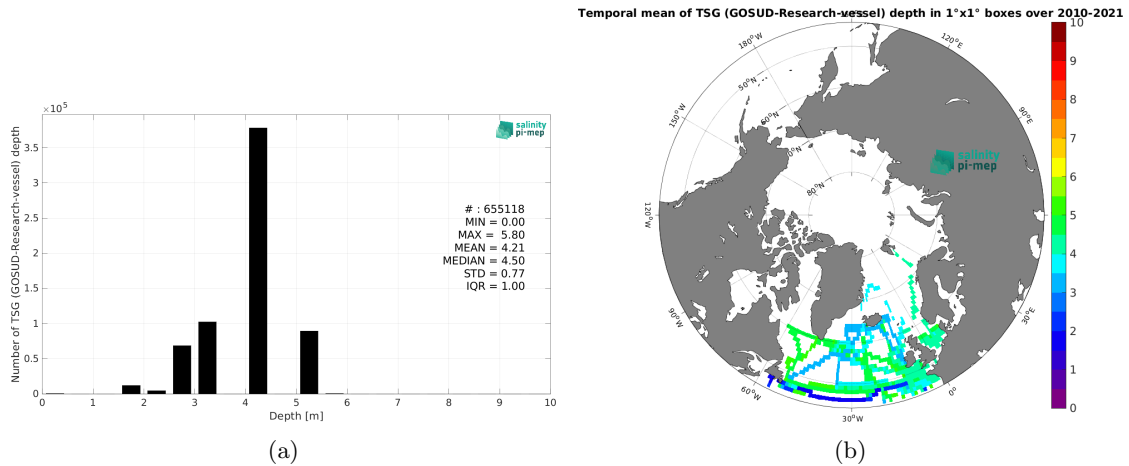 ×10⁵
3.5
3
2.5
2
1.5
1
0.5
0
Number of TSG (GOSUD-Research-vessel) depth
0 1 2 3 4 5 6 7 8 9 10
Depth [m]
salinity
pi-mep
# : 655118
MIN = 0.00
MAX = 5.80
MEAN = 4.21
MEDIAN = 4.50
STD = 0.77
IQR = 1.00
(a)
Temporal mean of TSG (GOSUD-Research-vessel) depth in 1°x1° boxes over 2010-2021
180°W
120°E
150°W
50°N
60°N
0°N
90°E
80°N
salinity
pi-mep
120°W
90°W
30°E
60°W
0°
30°W
10
9
8
7
6
5
4
3
2
1
0
(b)